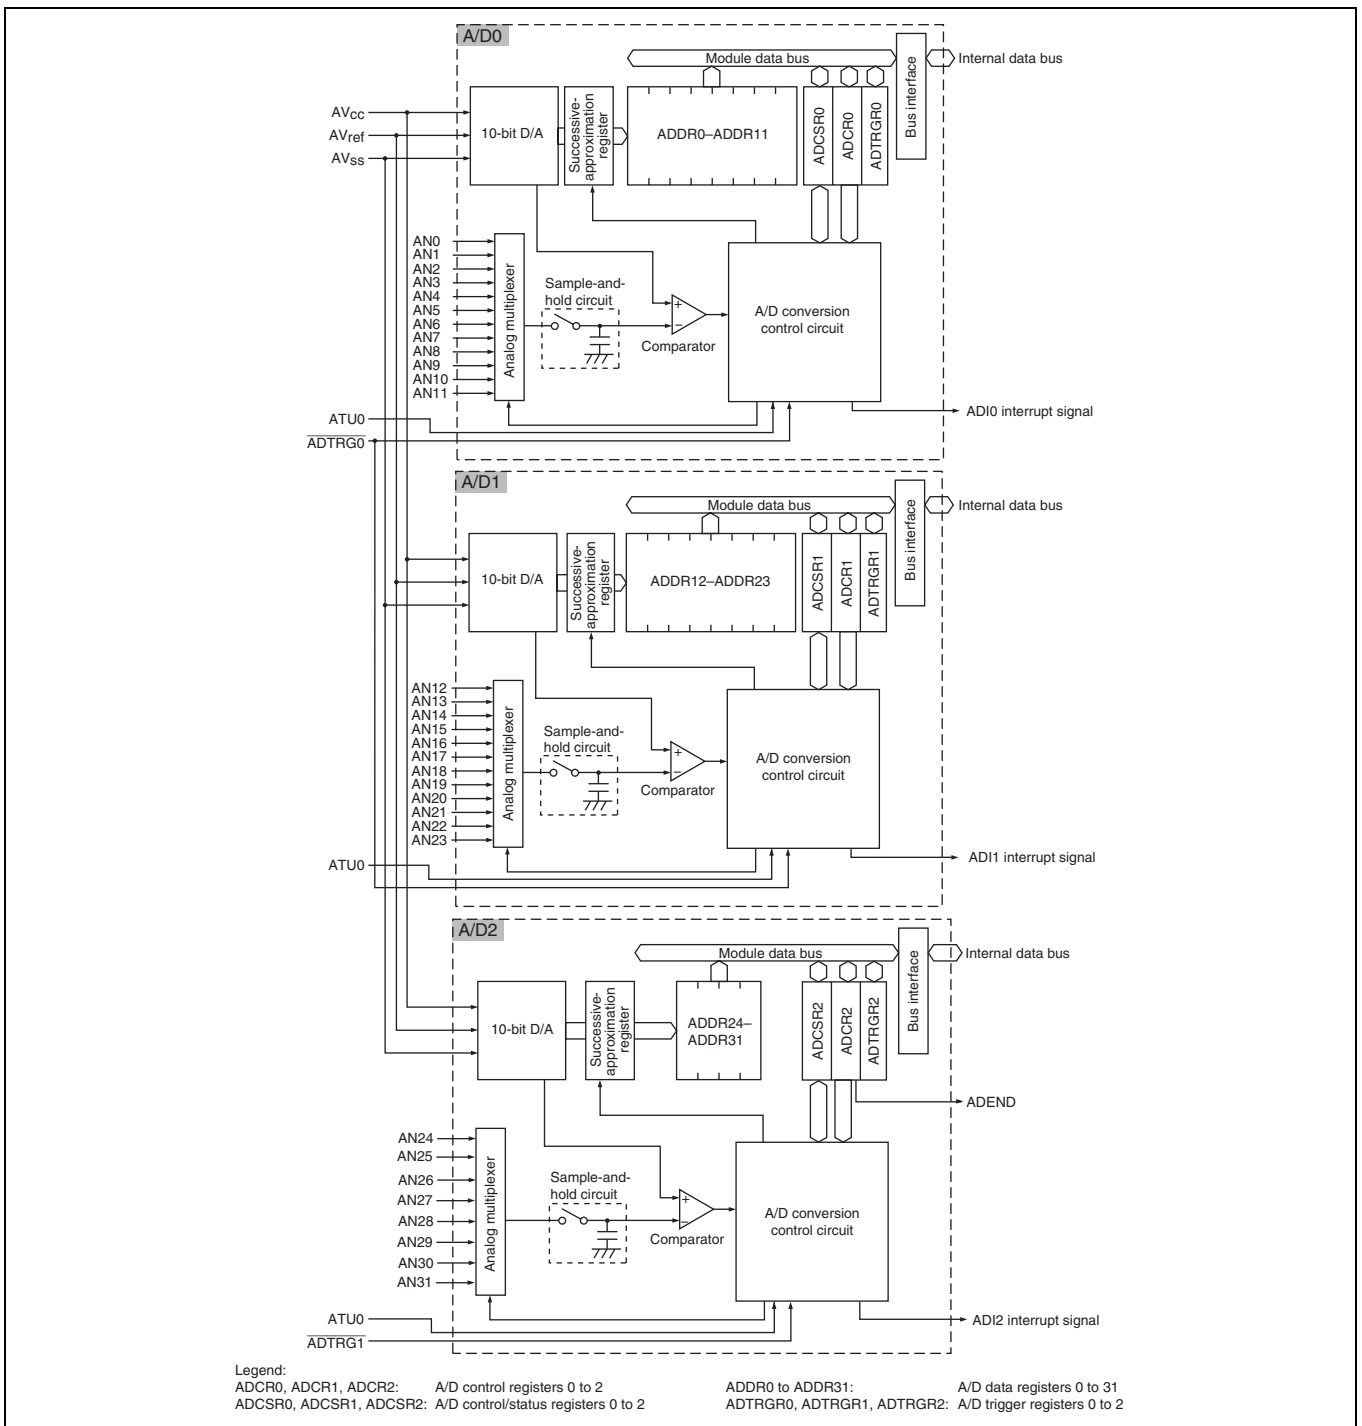 A/D0
Module data bus
Internal data bus
Bus interface
AVcc
AVref
AVss
10-bit D/A
Successive-
approximation
register
ADDR0–ADDR11
ADCSR0
ADCR0
ADTRGR0
AN0
AN1
AN2
AN3
AN4
AN5
AN6
AN7
AN8
AN9
AN10
AN11
Analog multiplexer
Sample-and-
hold circuit
+
−
Comparator
A/D conversion
control circuit
ATU0
ADTRG0
ADI0 interrupt signal
A/D1
Module data bus
Internal data bus
Bus interface
10-bit D/A
Successive-
approximation
register
ADDR12–ADDR23
ADCSR1
ADCR1
ADTRGR1
AN12
AN13
AN14
AN15
AN16
AN17
AN18
AN19
AN20
AN21
AN22
AN23
Analog multiplexer
Sample-and-
hold circuit
+
−
Comparator
A/D conversion
control circuit
ATU0
ADI1 interrupt signal
A/D2
Module data bus
Internal data bus
Bus interface
10-bit D/A
Successive-
approximation
register
ADDR24–
ADDR31
ADCSR2
ADCR2
ADTRGR2
ADEND
AN24
AN25
AN26
AN27
AN28
AN29
AN30
AN31
Analog multiplexer
Sample-and-
hold circuit
+
−
Comparator
A/D conversion
control circuit
ATU0
ADTRG1
ADI2 interrupt signal
Legend:
ADCR0, ADCR1, ADCR2: A/D control registers 0 to 2
ADCSR0, ADCSR1, ADCSR2: A/D control/status registers 0 to 2
ADDR0 to ADDR31: A/D data registers 0 to 31
ADTRGR0, ADTRGR1, ADTRGR2: A/D trigger registers 0 to 2